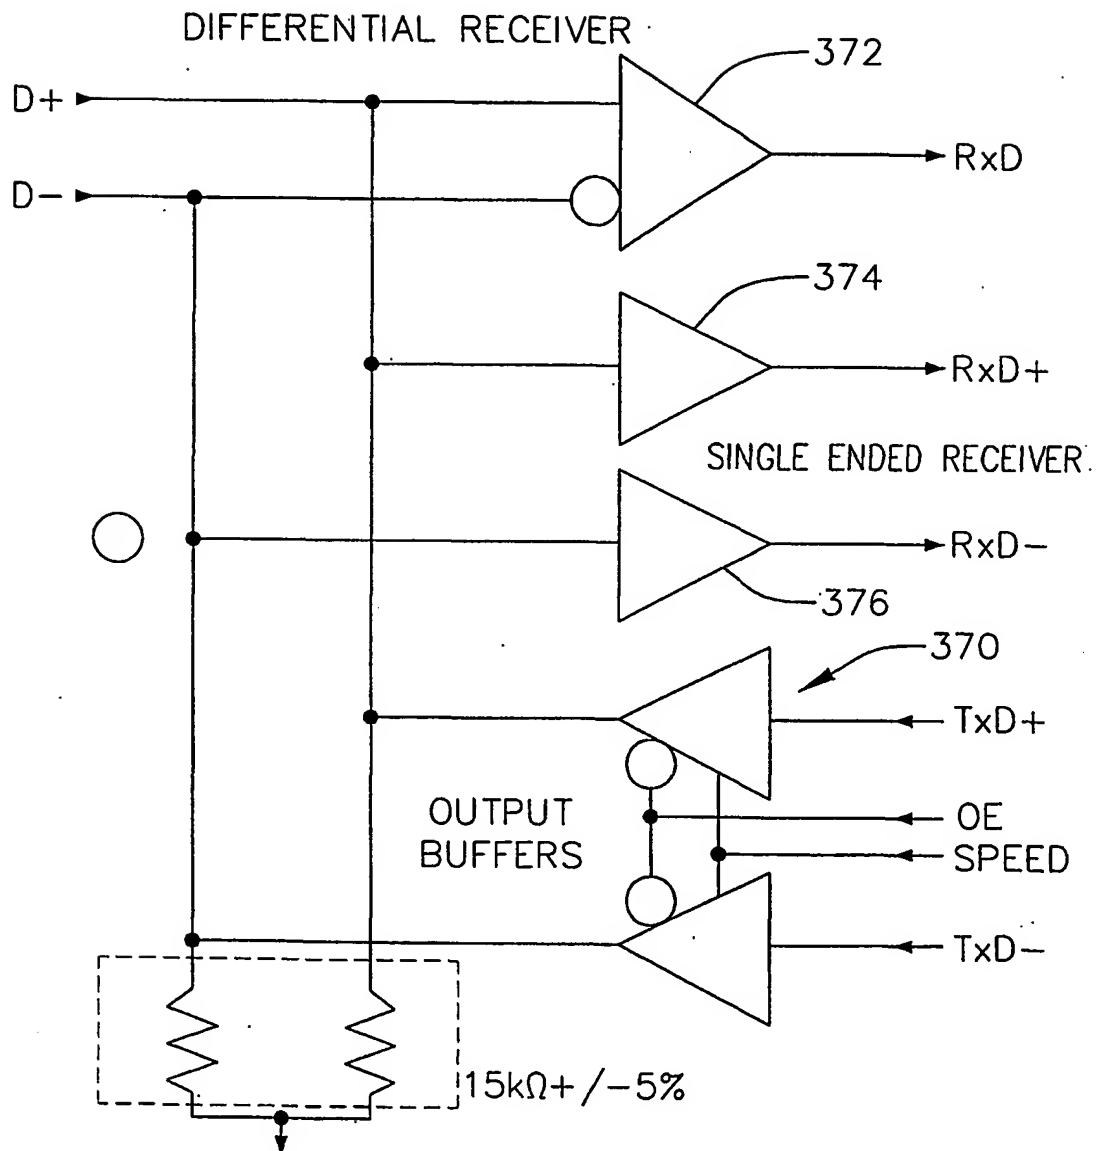 DIFFERENTIAL RECEIVER
372
D+
RxD
D-
374
RxD+
SINGLE ENDED RECEIVER
RxD-
376
370
TxD+
OUTPUT
BUFFERS
OE
SPEED
TxD-
15kΩ+/-5%